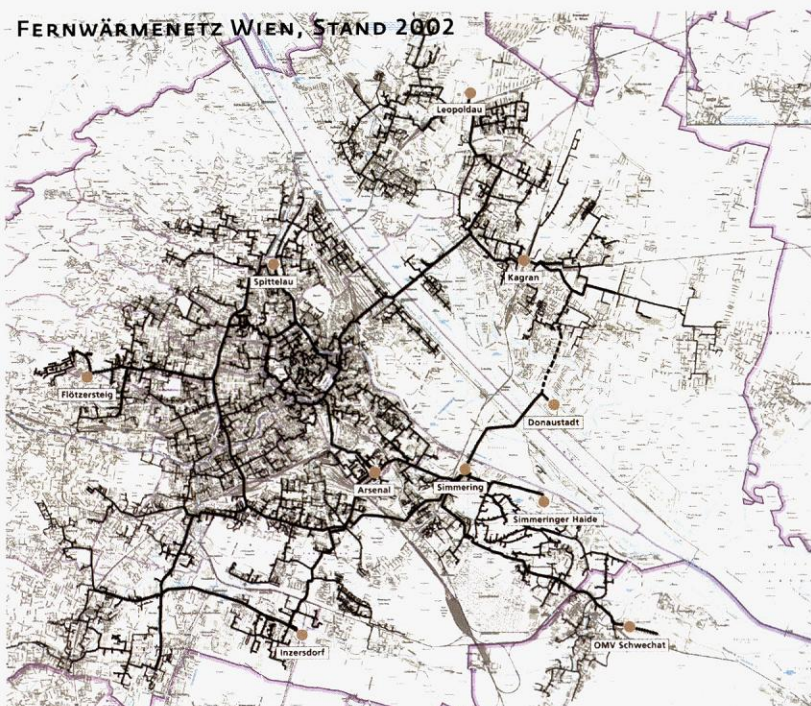 FERNWÄRMENETZ WIEN, STAND 2002
Leopoldau
Spittelau
Kagran
Flötzersteig
Donaustadt
Arsenal
Simmering
Simmeringer Haide
Inzersdorf
OMV Schwechat